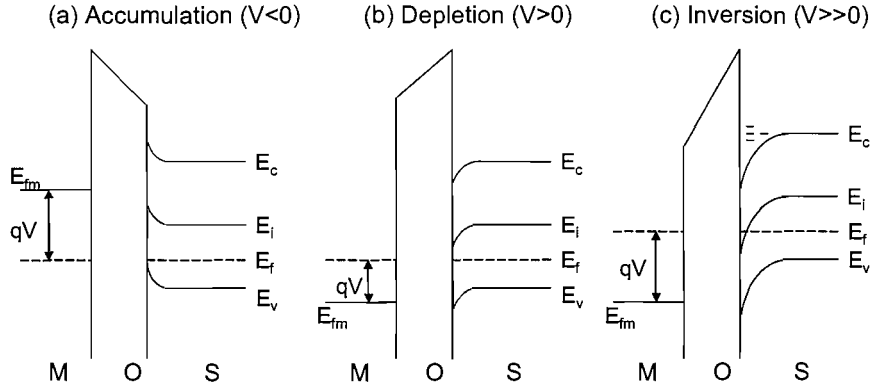 (a) Accumulation (V<0)
(b) Depletion (V>0)
(c) Inversion (V>>0)
E_fm
qV
E_c
E_i
E_f
E_v
M O S
E_c
E_i
E_f
E_v
qV
E_fm
M O S
E_c
E_i
E_f
E_v
qV
E_fm
M O S